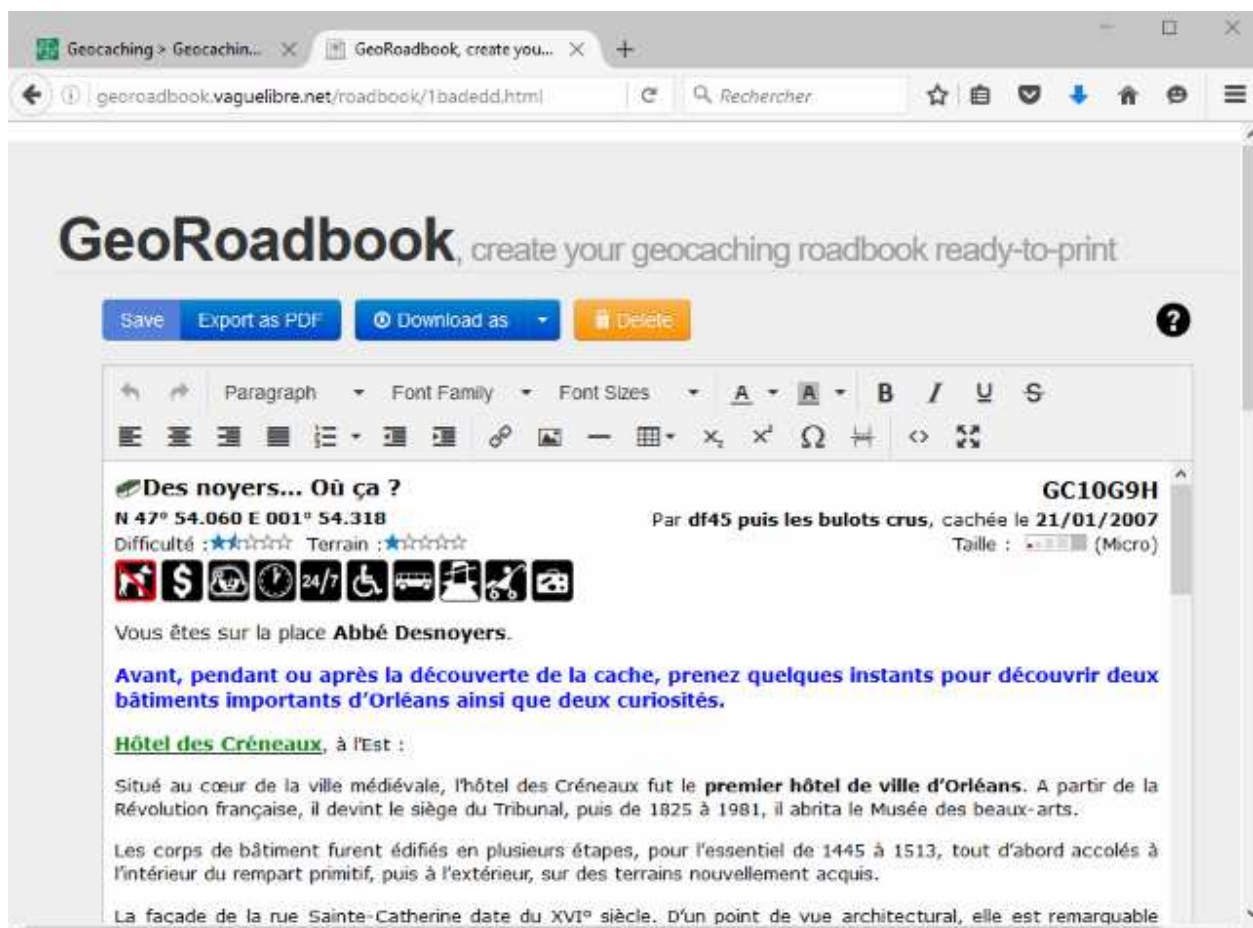 Geocaching > Geocachin...
GeoRoadbook, create you...
georoadbook.vaguelibre.net/roadbook/1badedd.html
Rechercher
GeoRoadbook, create your geocaching roadbook ready-to-print
Save Export as PDF Download as Delete
Paragraph Font Family Font Sizes A A B I U S
Des noyers... Où ça ? GC10G9H
N 47° 54.060 E 001° 54.318 Par df45 puis les bulots crus, cachée le 21/01/2007
Difficulté : Terrain : Taille : (Micro)
24/7
Vous êtes sur la place Abbé Desnoyers.
Avant, pendant ou après la découverte de la cache, prenez quelques instants pour découvrir deux
bâtiments importants d'Orléans ainsi que deux curiosités.
Hôtel des Créneaux, à l'Est :
Situé au cœur de la ville médiévale, l'hôtel des Créneaux fut le premier hôtel de ville d'Orléans. A partir de la
Révolution française, il devint le siège du Tribunal, puis de 1825 à 1981, il abrita le Musée des beaux-arts.
Les corps de bâtiment furent édifiés en plusieurs étapes, pour l'essentiel de 1445 à 1513, tout d'abord accolés à
l'intérieur du rempart primitif, puis à l'extérieur, sur des terrains nouvellement acquis.
La façade de la rue Sainte-Catherine date du XVIº siècle. D'un point de vue architectural, elle est remarquable